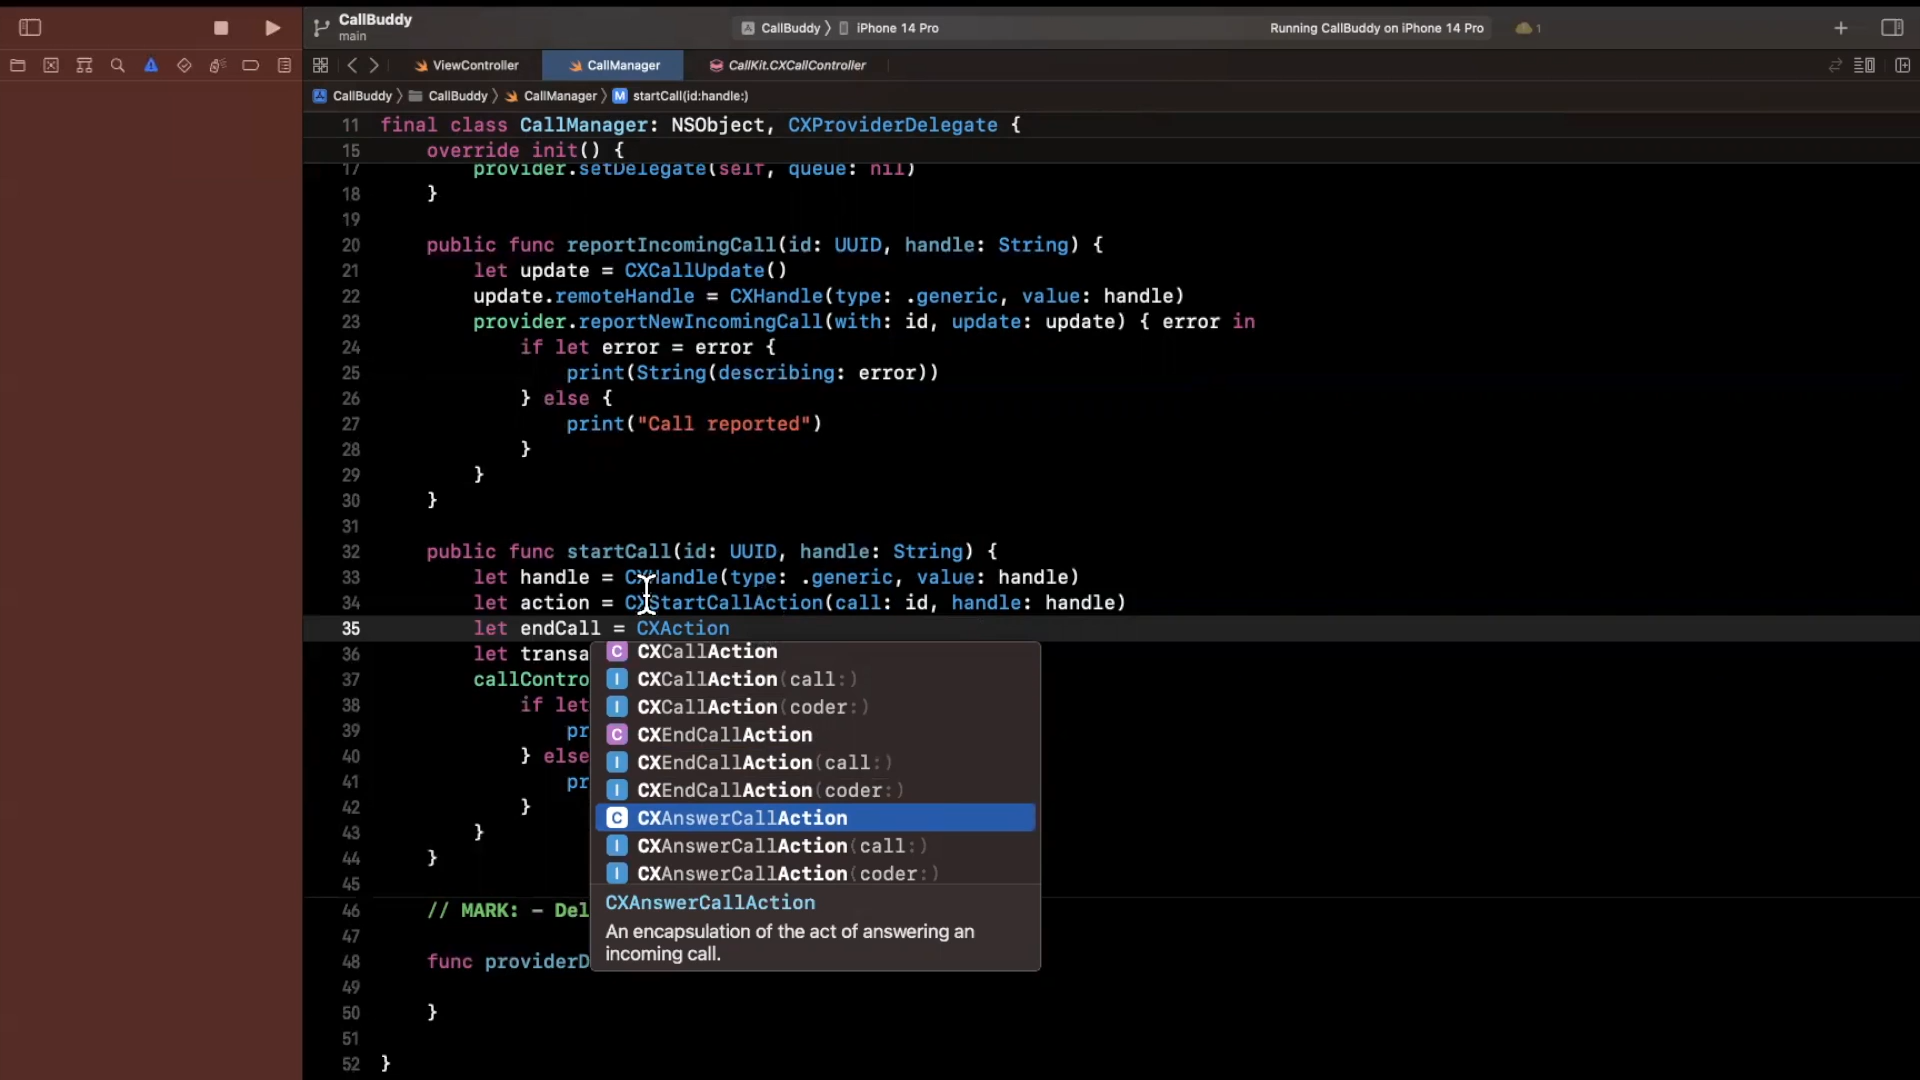 CallBuddy
main
CallBuddy 〉 iPhone 14 Pro
Running CallBuddy on iPhone 14 Pro
1
ViewController
CallManager
CallKit.CXCallController
CallBuddy 〉 CallBuddy 〉 CallManager 〉 M startCall(id:handle:)
11 final class CallManager: NSObject, CXProviderDelegate {
15 override init() {
17 provider.setDelegate(self, queue: nil)
18 }
19
20 public func reportIncomingCall(id: UUID, handle: String) {
21 let update = CXCallUpdate()
22 update.remoteHandle = CXHandle(type: .generic, value: handle)
23 provider.reportNewIncomingCall(with: id, update: update) { error in
24 if let error = error {
25 print(String(describing: error))
26 } else {
27 print("Call reported")
28 }
29 }
30 }
31
32 public func startCall(id: UUID, handle: String) {
33 let handle = CXHandle(type: .generic, value: handle)
34 let action = CXStartCallAction(call: id, handle: handle)
35 let endCall = CXAction
36 let transa
37 callContro
38 if let
39 pr
40 } else
41 pr
42 }
43 }
44 }
45
46 // MARK: - Del
47
48 func providerD
49
50 }
51
52 }
C CXCallAction
I CXCallAction(call:)
I CXCallAction(coder:)
C CXEndCallAction
I CXEndCallAction(call:)
I CXEndCallAction(coder:)
C CXAnswerCallAction
I CXAnswerCallAction(call:)
I CXAnswerCallAction(coder:)
CXAnswerCallAction
An encapsulation of the act of answering an
incoming call.